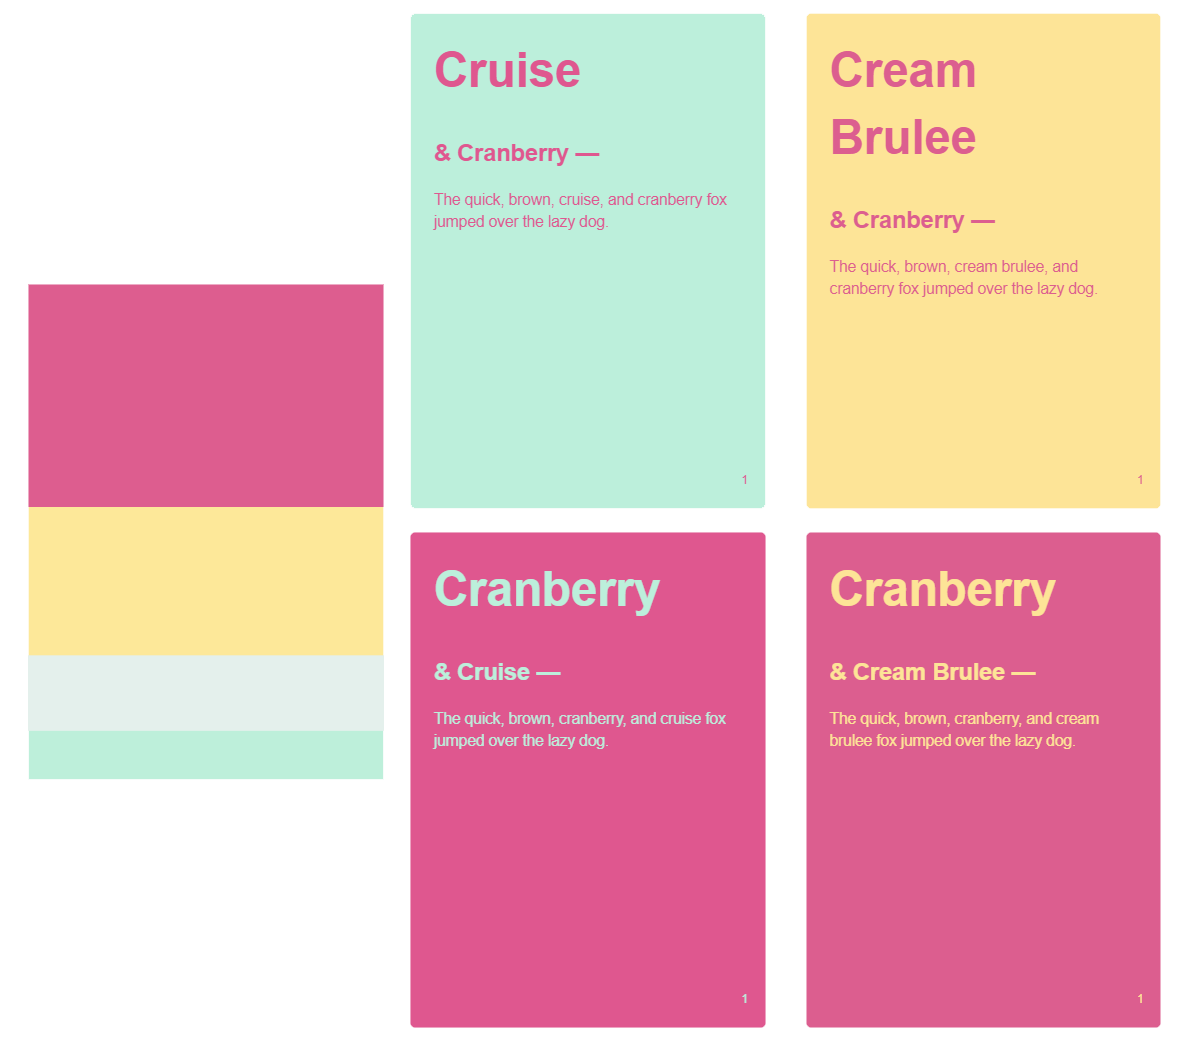 Cruise
& Cranberry —
The quick, brown, cruise, and cranberry fox
jumped over the lazy dog.
1
Cream
Brulee
& Cranberry —
The quick, brown, cream brulee, and
cranberry fox jumped over the lazy dog.
1
Cranberry
& Cruise —
The quick, brown, cranberry, and cruise fox
jumped over the lazy dog.
1
Cranberry
& Cream Brulee —
The quick, brown, cranberry, and cream
brulee fox jumped over the lazy dog.
1